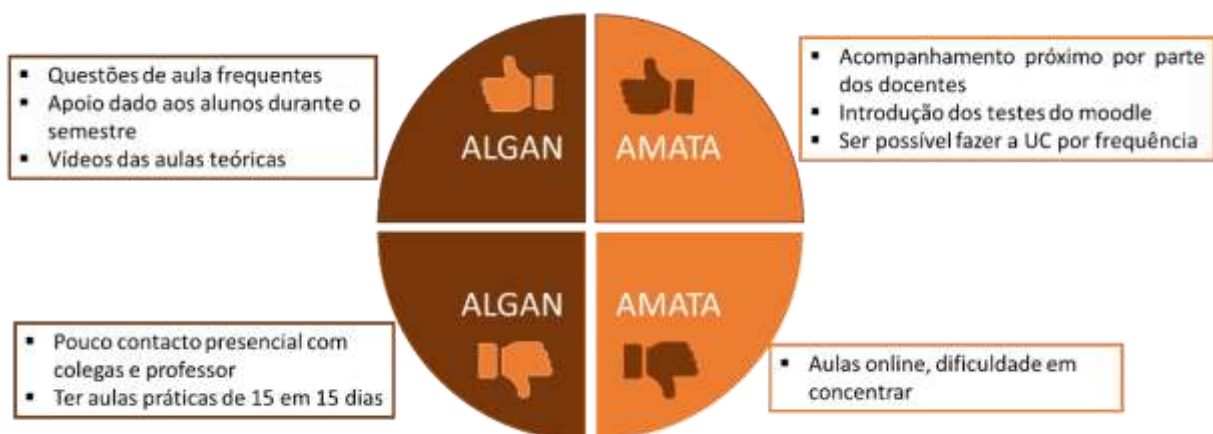 ▪ Questões de aula frequentes
▪ Apoio dado aos alunos durante o
semestre
▪ Vídeos das aulas teóricas
ALGAN
AMATA
▪ Acompanhamento próximo por parte
dos docentes
▪ Introdução dos testes do moodle
▪ Ser possível fazer a UC por frequência
▪ Pouco contacto presencial com
colegas e professor
▪ Ter aulas práticas de 15 em 15 dias
ALGAN
AMATA
▪ Aulas online, dificuldade em
concentrar